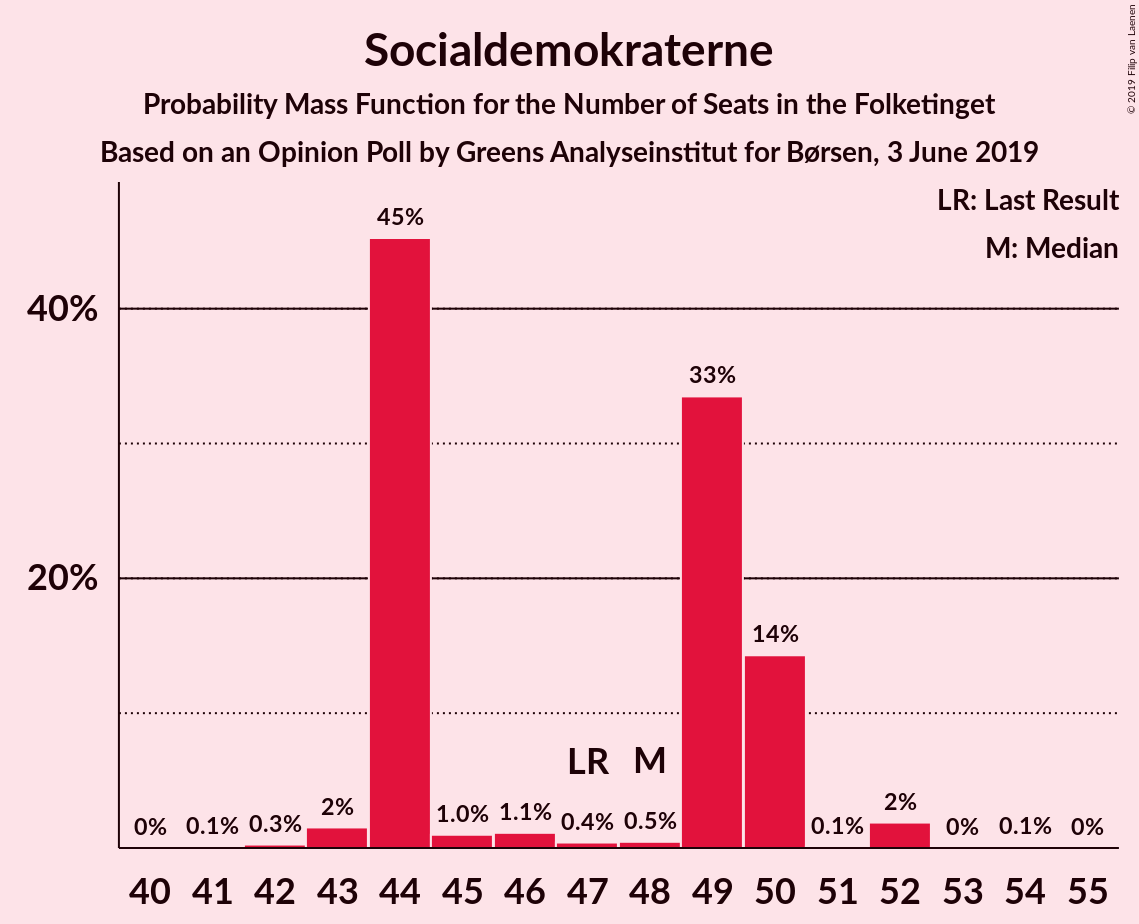 Socialdemokraterne
Probability Mass Function for the Number of Seats in the Folketinget
Based on an Opinion Poll by Greens Analyseinstitut for Børsen, 3 June 2019
© 2019 Filip van Laenen
LR: Last Result
M: Median
40%
20%
0% 0.1% 0.3% 2% 45% 1.0% 1.1% 0.4% 0.5% 33% 14% 0.1% 2% 0% 0.1% 0%
LR M
40 41 42 43 44 45 46 47 48 49 50 51 52 53 54 55